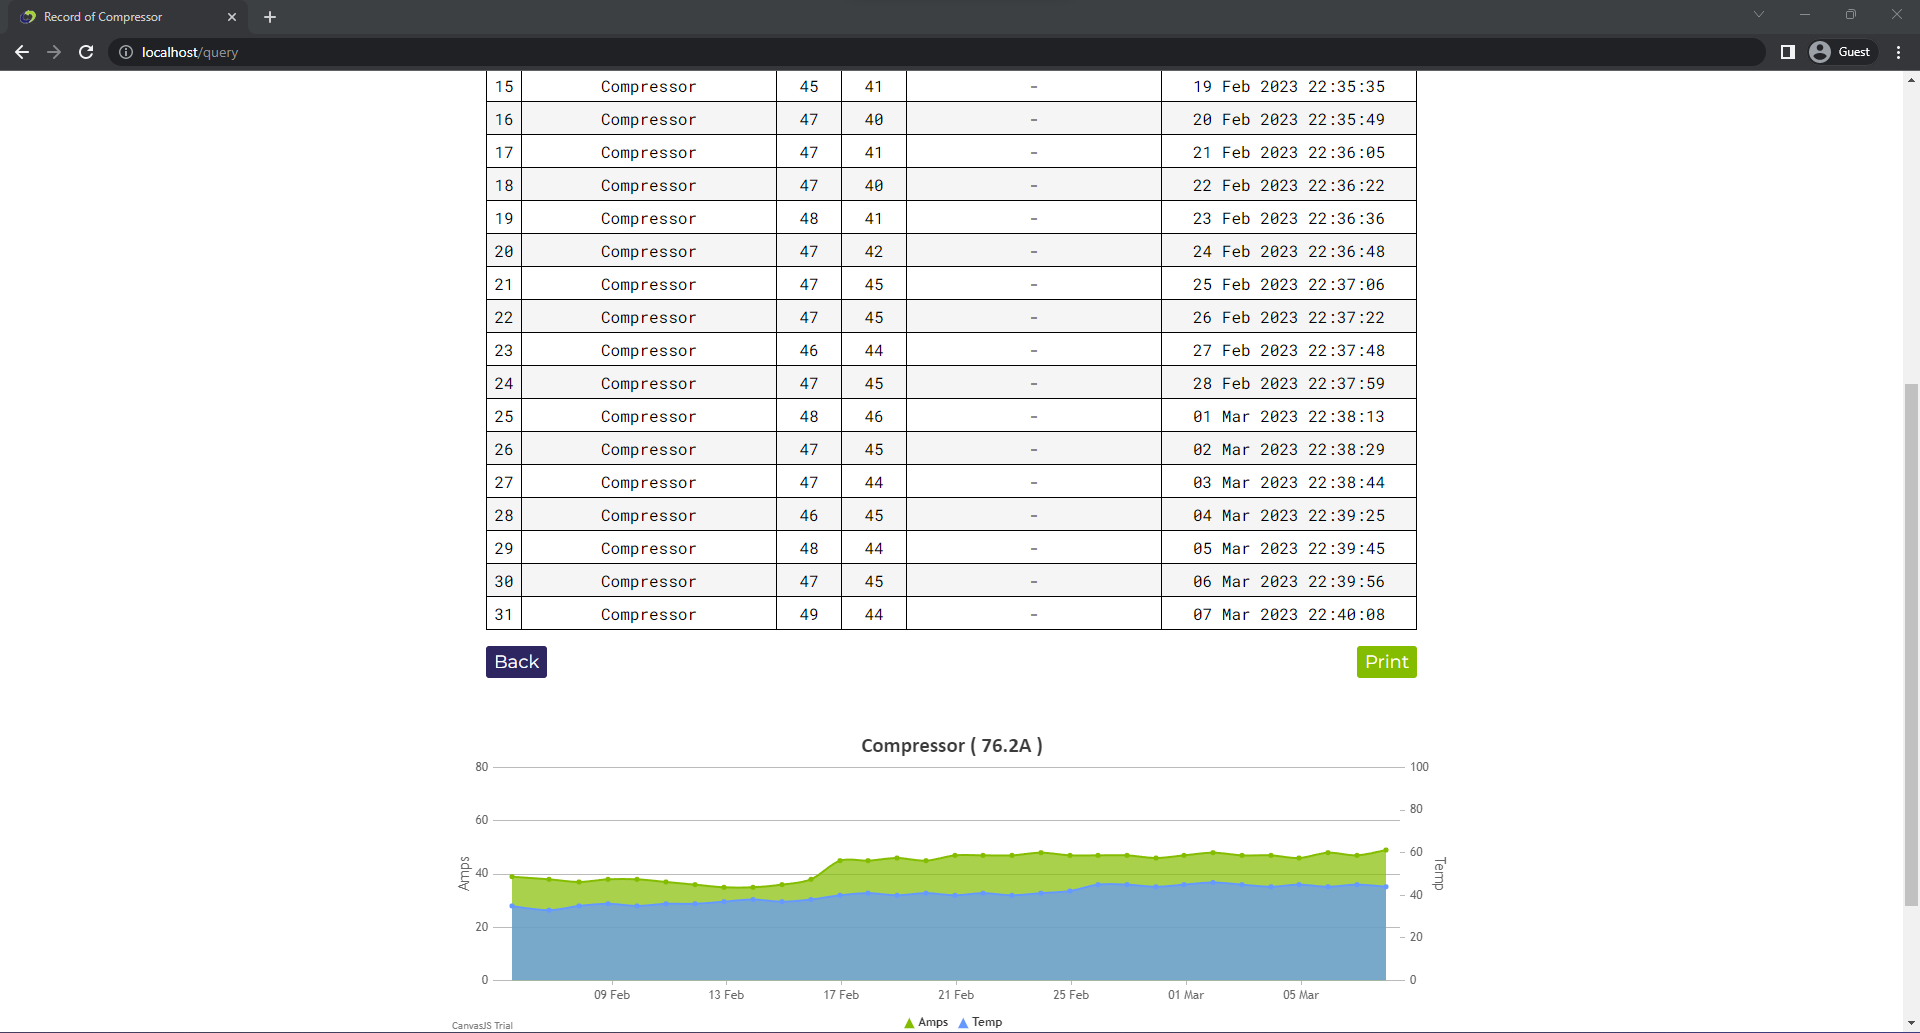 Record of Compressor
localhost/query
Guest
15 Compressor 45 41 - 19 Feb 2023 22:35:35
16 Compressor 47 40 - 20 Feb 2023 22:35:49
17 Compressor 47 41 - 21 Feb 2023 22:36:05
18 Compressor 47 40 - 22 Feb 2023 22:36:22
19 Compressor 48 41 - 23 Feb 2023 22:36:36
20 Compressor 47 42 - 24 Feb 2023 22:36:48
21 Compressor 47 45 - 25 Feb 2023 22:37:06
22 Compressor 47 45 - 26 Feb 2023 22:37:22
23 Compressor 46 44 - 27 Feb 2023 22:37:48
24 Compressor 47 45 - 28 Feb 2023 22:37:59
25 Compressor 48 46 - 01 Mar 2023 22:38:13
26 Compressor 47 45 - 02 Mar 2023 22:38:29
27 Compressor 47 44 - 03 Mar 2023 22:38:44
28 Compressor 46 45 - 04 Mar 2023 22:39:25
29 Compressor 48 44 - 05 Mar 2023 22:39:45
30 Compressor 47 45 - 06 Mar 2023 22:39:56
31 Compressor 49 44 - 07 Mar 2023 22:40:08
Back Print
Compressor ( 76.2A )
80 100
80
60
60
Amps Temp
40
40
20
20
0 0
09 Feb 13 Feb 17 Feb 21 Feb 25 Feb 01 Mar 05 Mar
Amps Temp
CanvasJS Trial